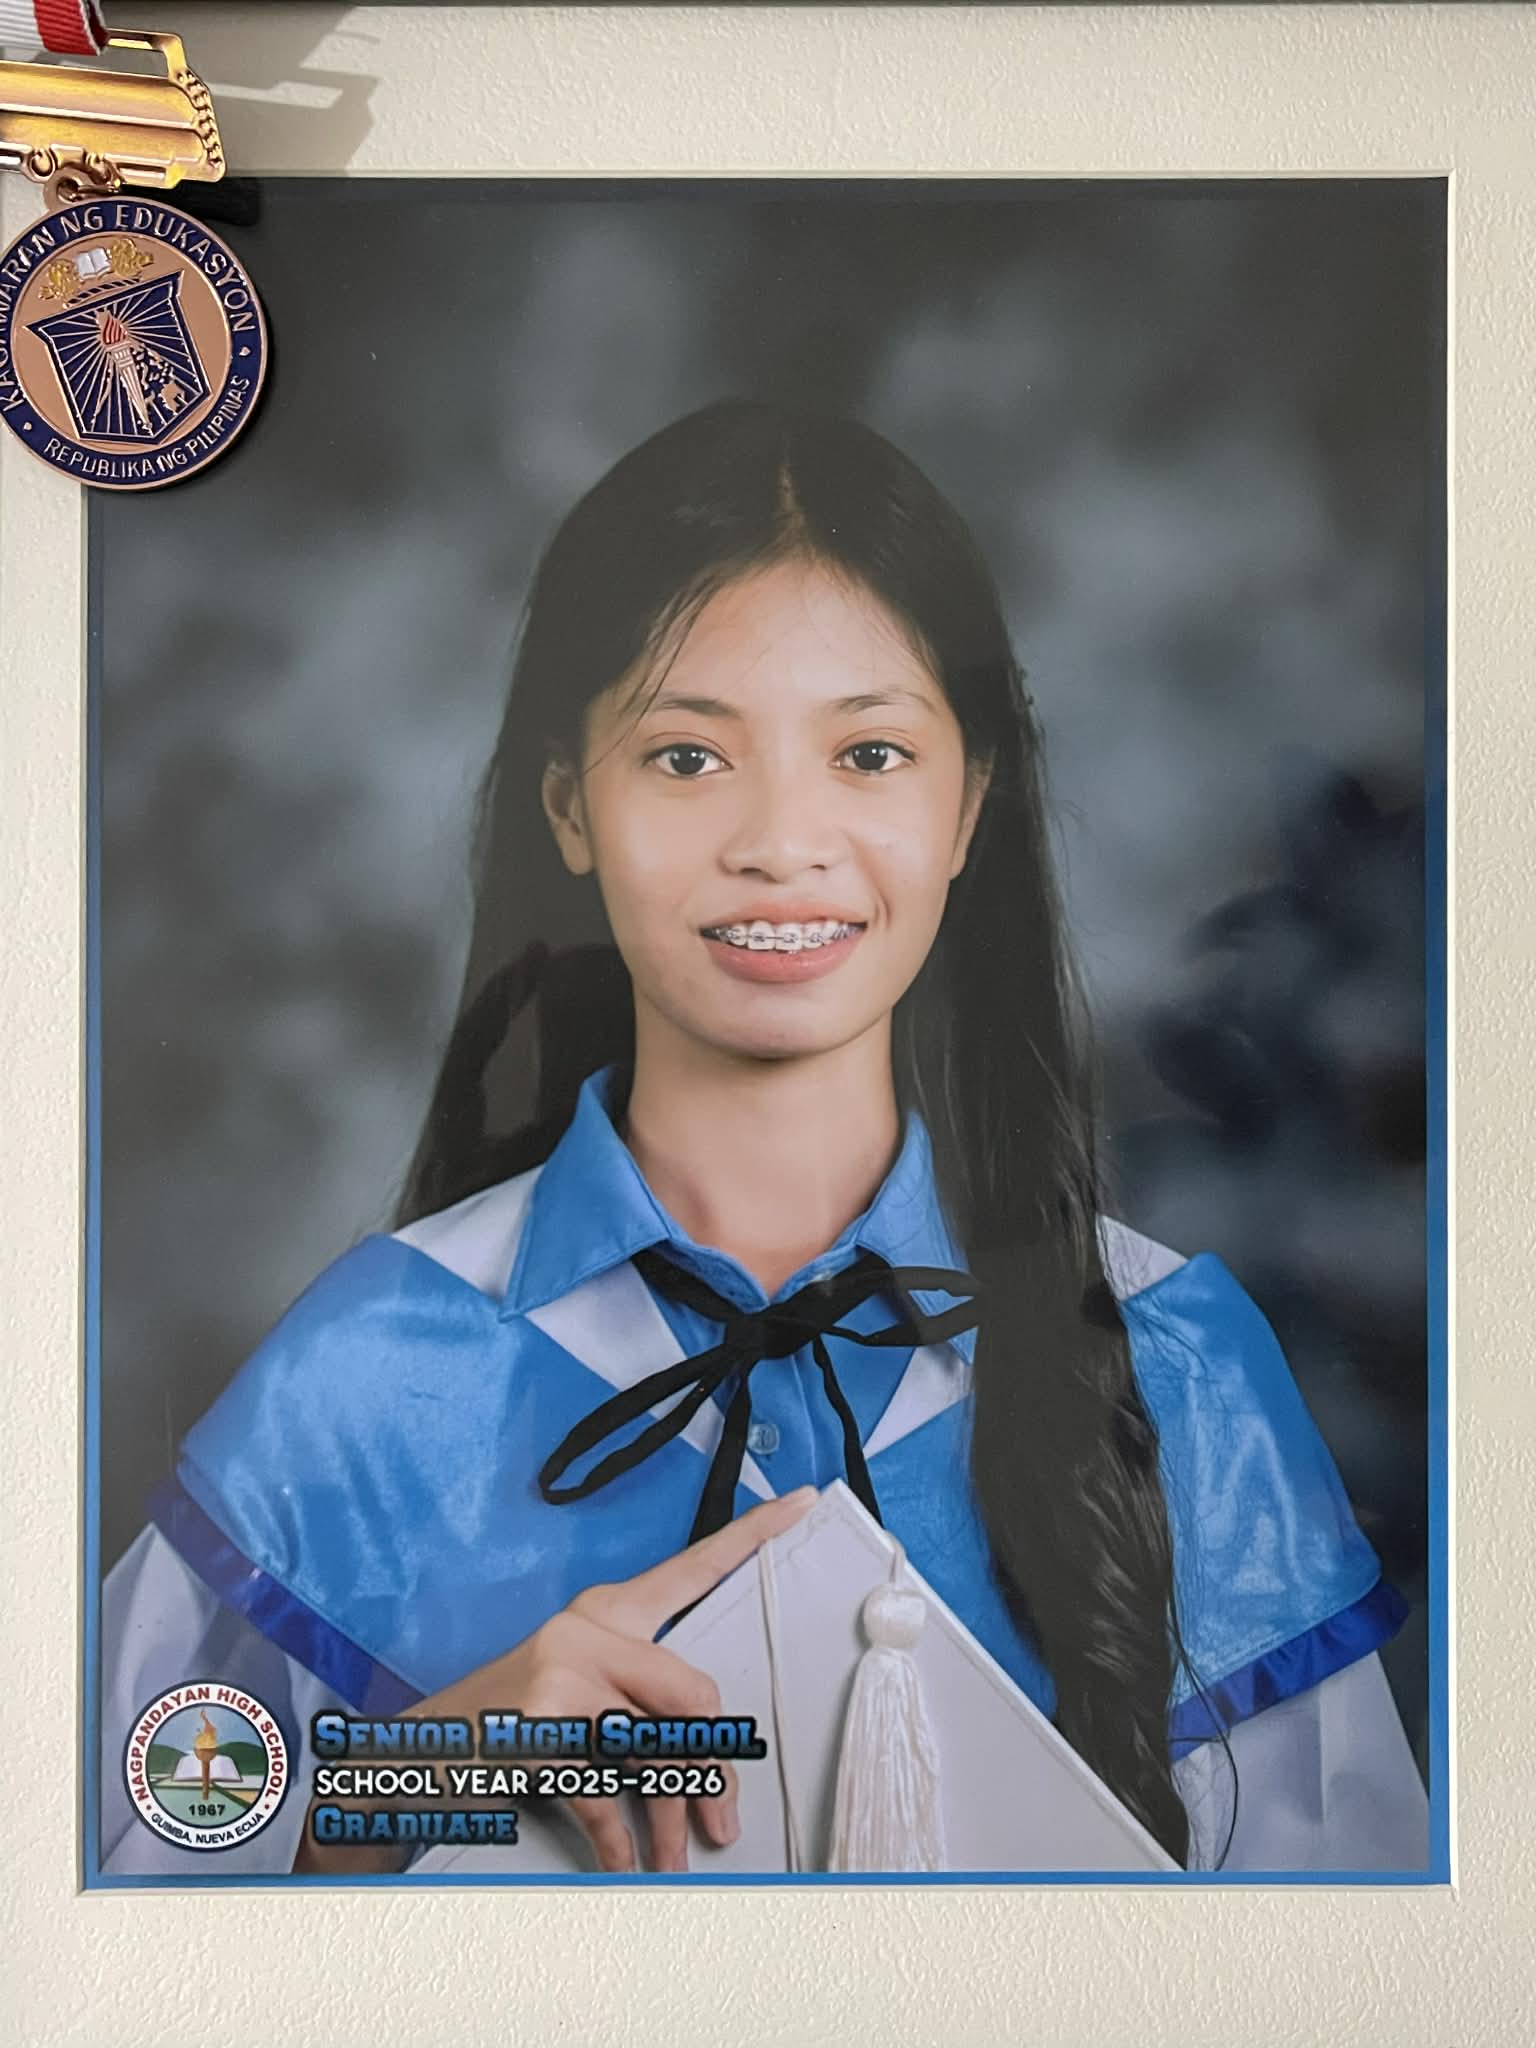 KAGAWARAN NG EDUKASYON
REPUBLIKA NG PILIPINAS
NAGPANDAYAN HIGH SCHOOL
1967
GUIMBA, NUEVA ECIJA
SENIOR HIGH SCHOOL
SCHOOL YEAR 2025-2026
GRADUATE